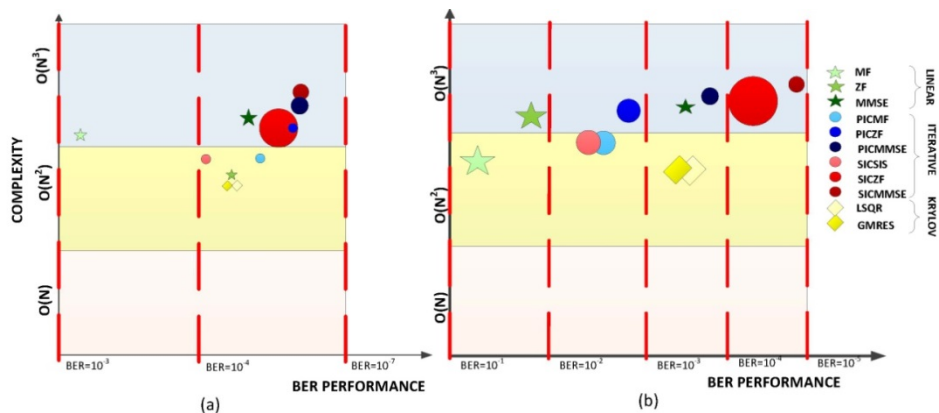 COMPLEXITY
O(N³)
O(N²)
O(N)
BER=10⁻³
BER=10⁻⁴
BER=10⁻⁷
BER PERFORMANCE
(a)
O(N³)
O(N²)
O(N)
BER=10⁻¹
BER=10⁻²
BER=10⁻³
BER=10⁻⁴
BER=10⁻⁵
BER PERFORMANCE
(b)
MF
ZF
MMSE
LINEAR
PICMF
PICZF
PICMMSE
SICSIS
SICZF
SICMMSE
ITERATIVE
LSQR
GMRES
KRYLOV